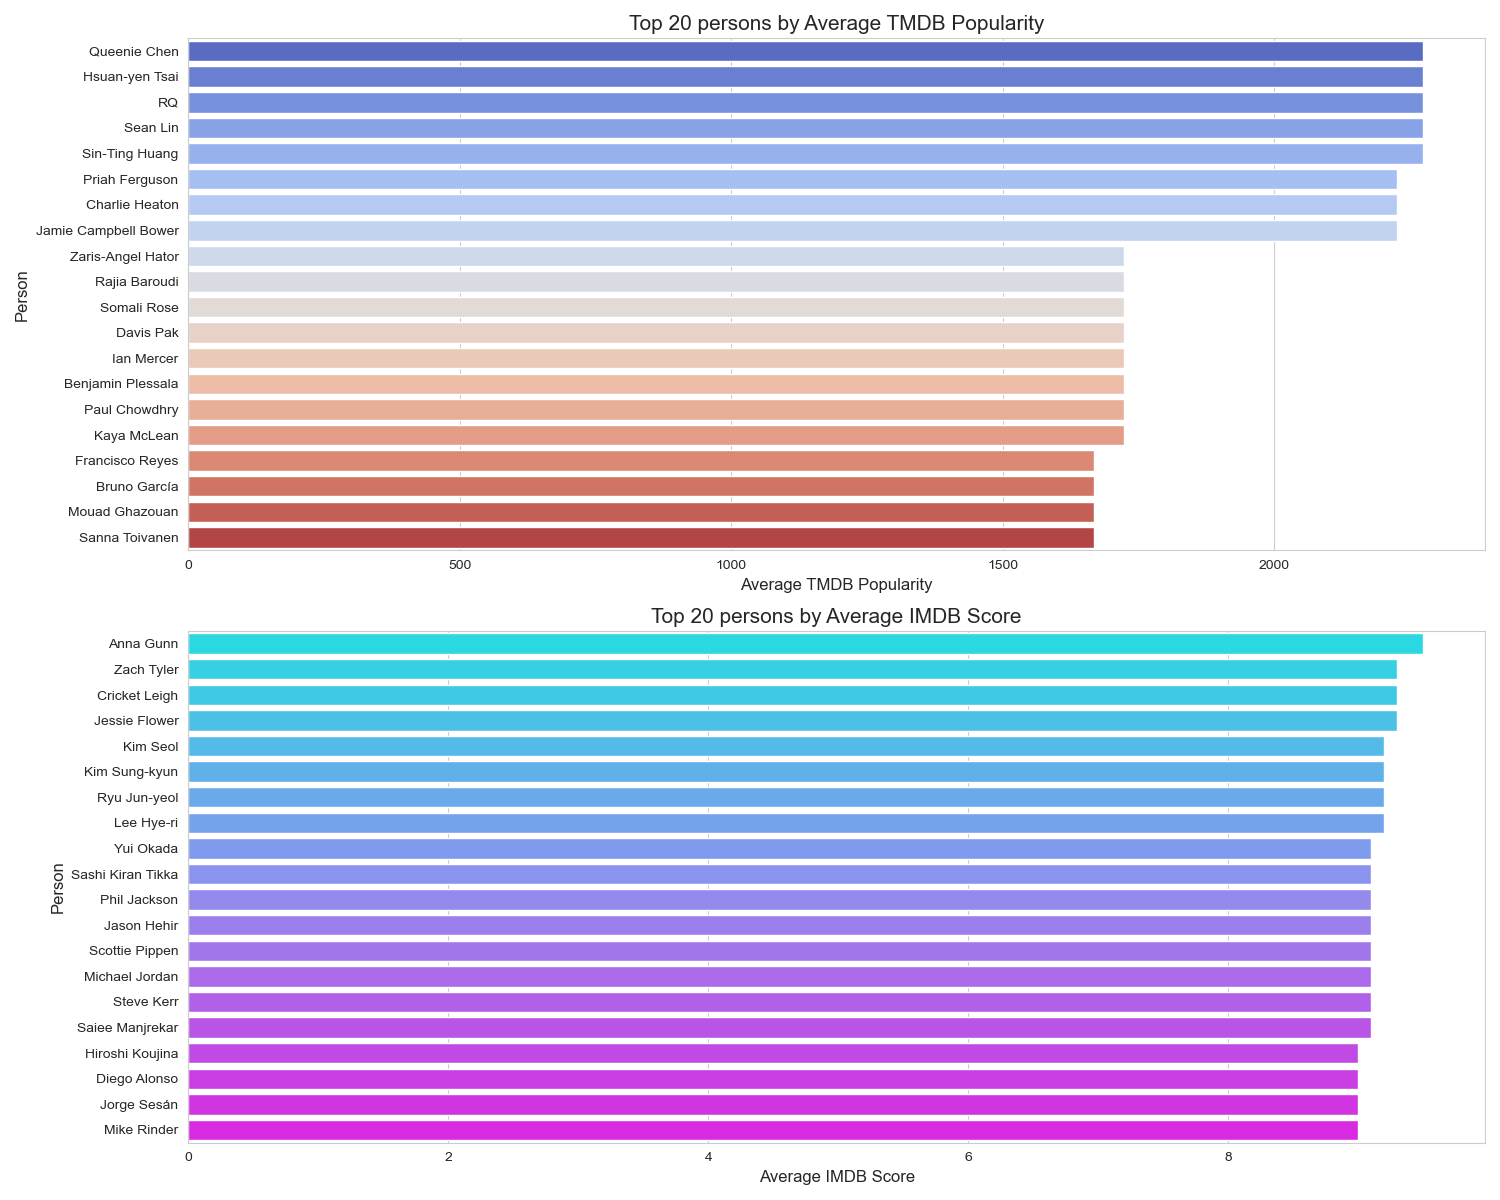 Top 20 persons by Average TMDB Popularity
Person
Queenie Chen
Hsuan-yen Tsai
RQ
Sean Lin
Sin-Ting Huang
Priah Ferguson
Charlie Heaton
Jamie Campbell Bower
Zaris-Angel Hator
Rajia Baroudi
Somali Rose
Davis Pak
Ian Mercer
Benjamin Plessala
Paul Chowdhry
Kaya McLean
Francisco Reyes
Bruno García
Mouad Ghazouan
Sanna Toivanen
0 500 1000 1500 2000
Average TMDB Popularity
Top 20 persons by Average IMDB Score
Person
Anna Gunn
Zach Tyler
Cricket Leigh
Jessie Flower
Kim Seol
Kim Sung-kyun
Ryu Jun-yeol
Lee Hye-ri
Yui Okada
Sashi Kiran Tikka
Phil Jackson
Jason Hehir
Scottie Pippen
Michael Jordan
Steve Kerr
Saiee Manjrekar
Hiroshi Koujina
Diego Alonso
Jorge Sesán
Mike Rinder
0 2 4 6 8
Average IMDB Score